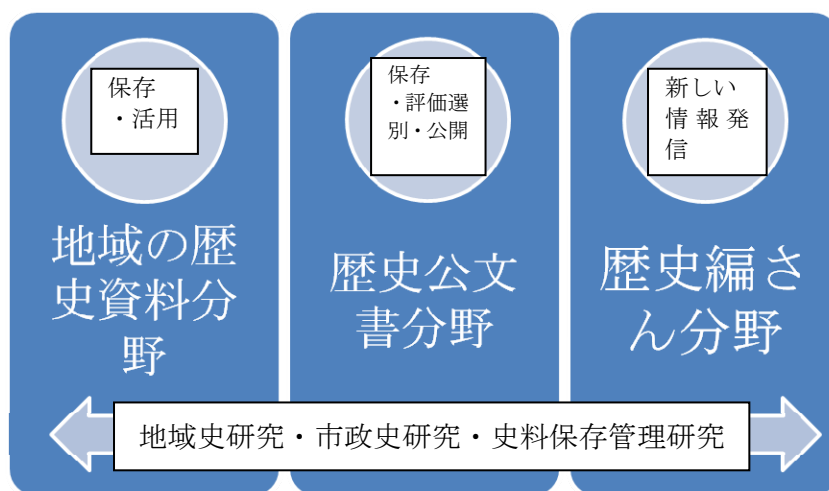 保存
・活用
地域の歴
史資料分
野
保存
・評価選
別・公開
歴史公文
書分野
新しい
情報発
信
歴史編さ
ん分野
地域史研究・市政史研究・史料保存管理研究